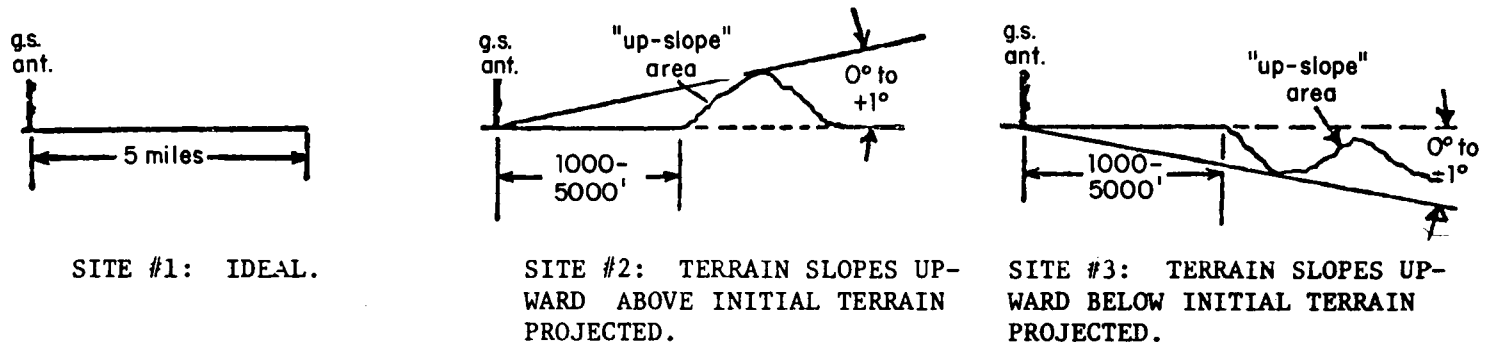 g.s.
ant.
5 miles
SITE #1: IDEAL.
g.s.
ant.
"up-slope"
area
0° to
+1°
1000-
5000'
SITE #2: TERRAIN SLOPES UP-
WARD ABOVE INITIAL TERRAIN
PROJECTED.
g.s.
ant.
"up-slope"
area
0° to
±1°
1000-
5000'
SITE #3: TERRAIN SLOPES UP-
WARD BELOW INITIAL TERRAIN
PROJECTED.